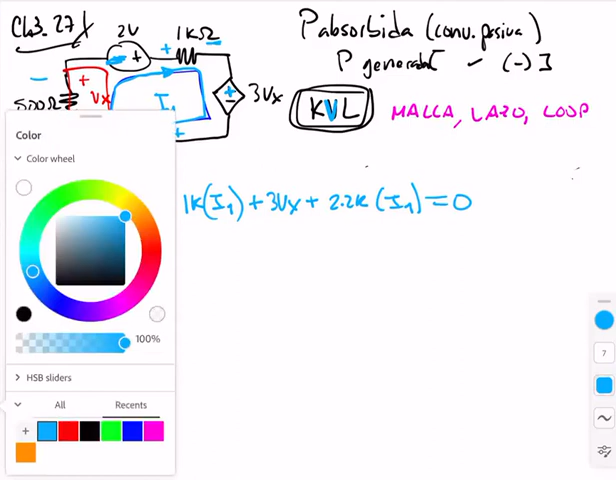 Ch3. 27
2V
1KΩ
Pabsorbida (conv. pasiva)
P generada (-) I
+
+
-
+
500Ω
Vx
I1
+
3Vx
KVL
MALLA, LAZO, LOOP
+
Color
Color wheel
1K(I1) + 3Vx + 2.2K (I1) = 0
7
100%
HSB sliders
All Recents
+